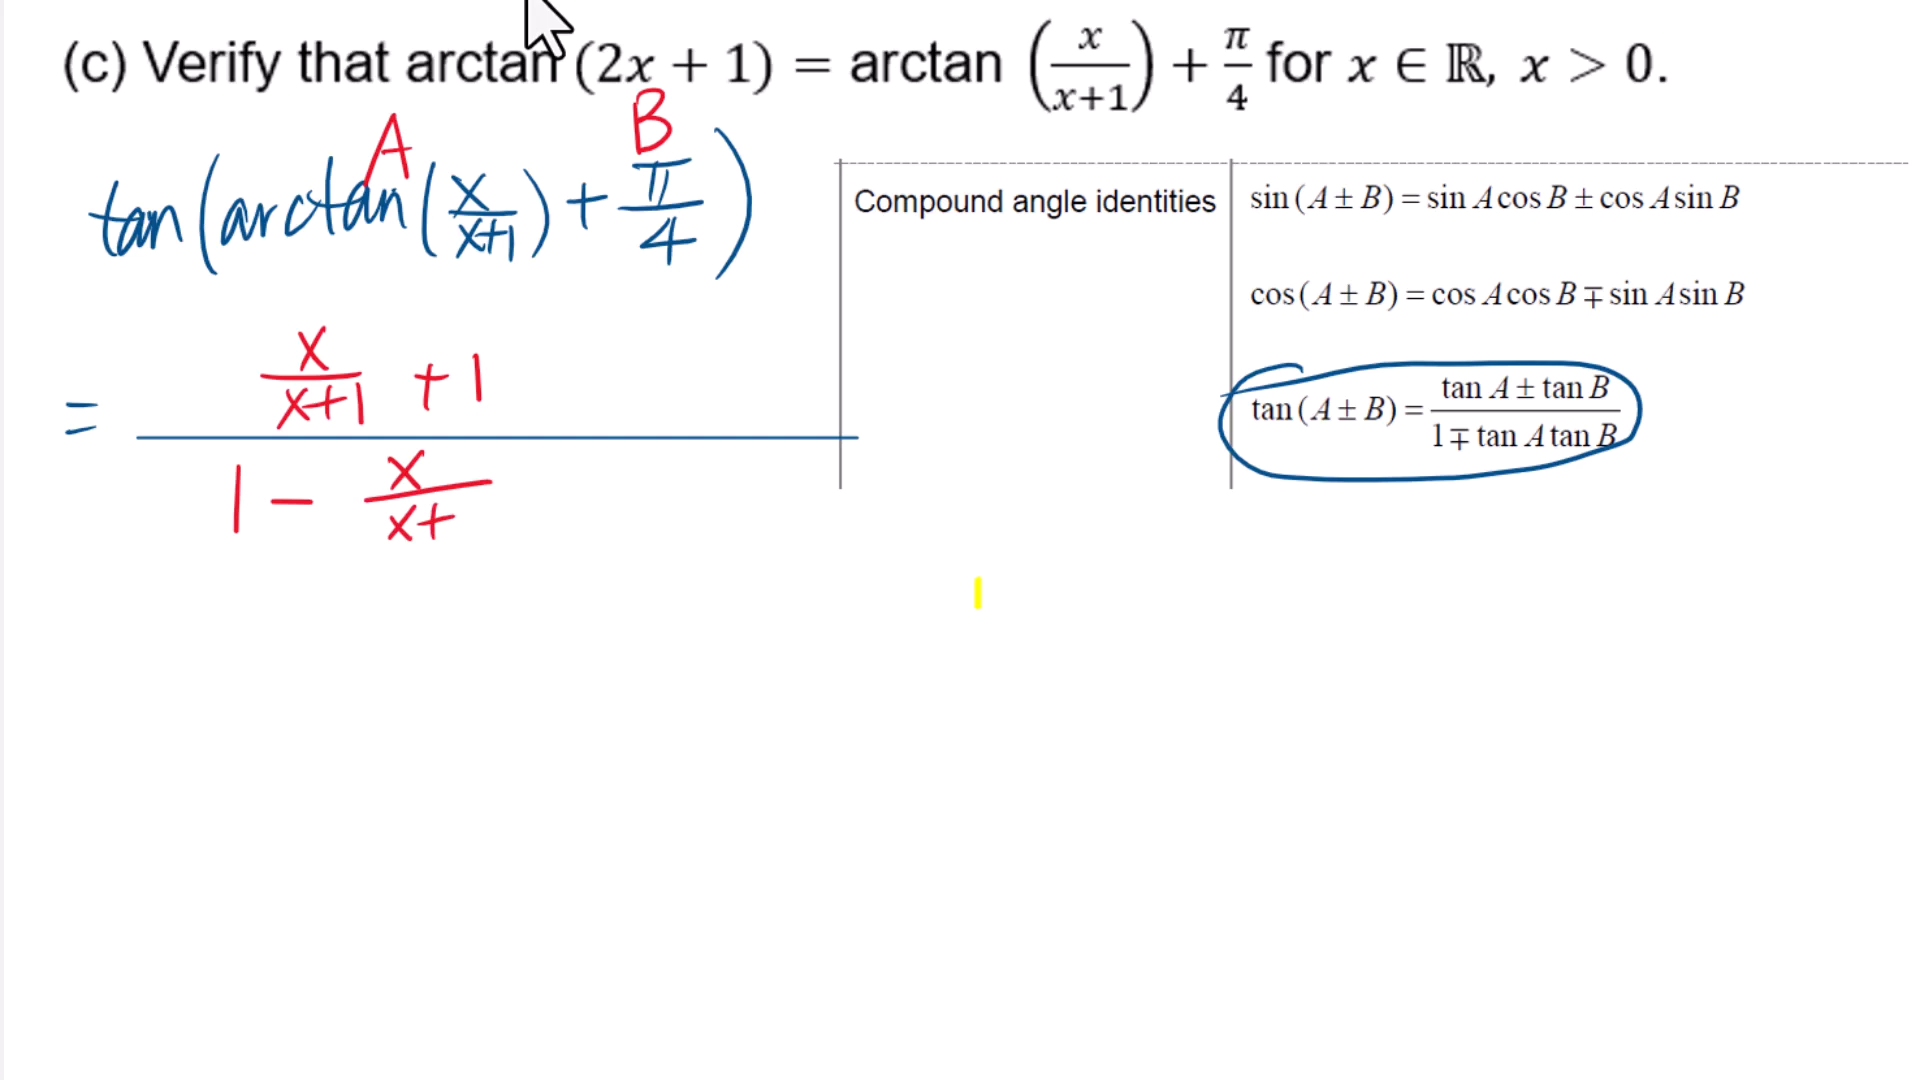 (c) Verify that arctan (2x + 1) = arctan (x/(x+1)) + π/4 for x ∈ ℝ, x > 0.
A B
tan(arctan(x/(x+1)) + π/4)
Compound angle identities
sin (A ± B) = sin A cos B ± cos A sin B
cos (A ± B) = cos A cos B ∓ sin A sin B
tan (A ± B) = (tan A ± tan B)/(1 ∓ tan A tan B)
= x/(x+1) + 1
1 - x/(x+